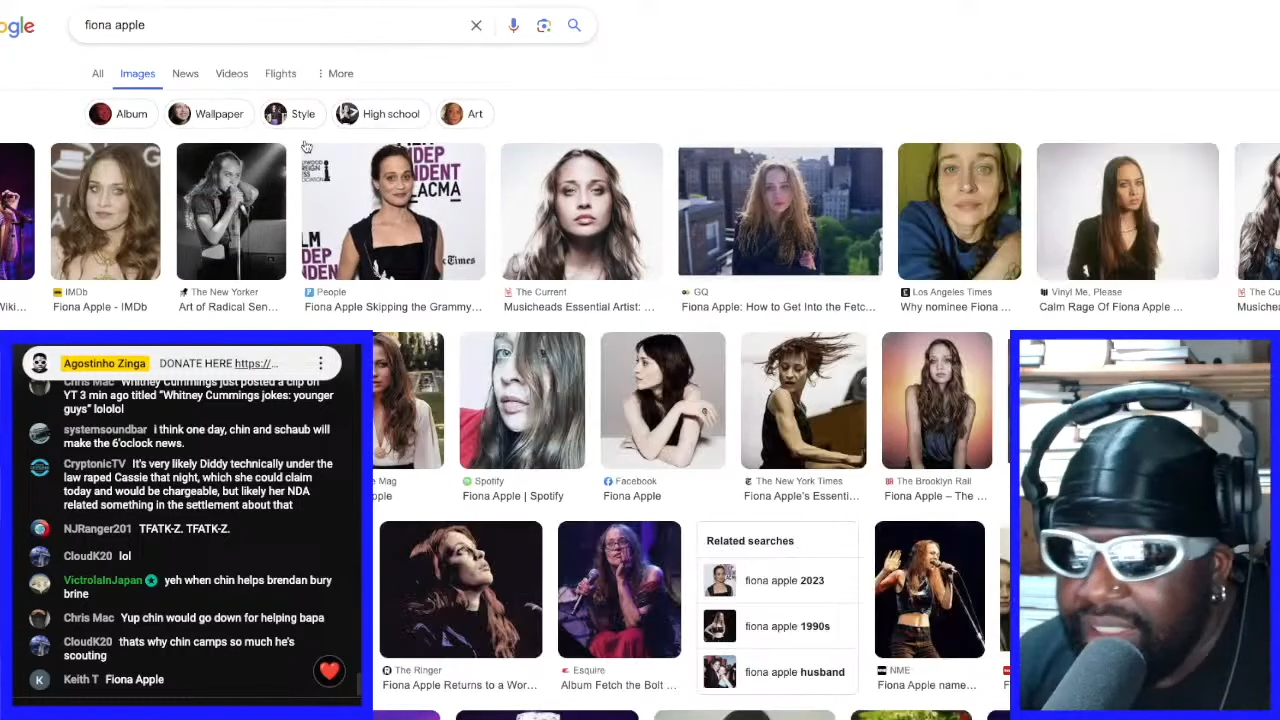 ogle
fiona apple
All
Images
News
Videos
Flights
More
Album
Wallpaper
Style
High school
Art
IMDb
Fiona Apple - IMDb
The New Yorker
Art of Radical Sen...
People
Fiona Apple Skipping the Grammy...
The Current
Musicheads Essential Artist: ...
GQ
Fiona Apple: How to Get Into the Fetc...
Los Angeles Times
Why nominee Fiona ...
Vinyl Me, Please
Calm Rage Of Fiona Apple ...
Agostinho Zinga DONATE HERE https://...
Chris Mac Whitney Cummings just posted a clip on
YT 3 min ago titled "Whitney Cummings jokes: younger
guys" lololol
systemsoundbar i think one day, chin and schaub will
make the 6'oclock news.
CryptonicTV It's very likely Diddy technically under the
law raped Cassie that night, which she could claim
today and would be chargeable, but likely her NDA
related something in the settlement about that
NJRanger201 TFATK-Z. TFATK-Z.
CloudK20 lol
VictrolaInJapan yeh when chin helps brendan bury
brine
Chris Mac Yup chin would go down for helping bapa
CloudK20 thats why chin camps so much he's
scouting
Keith T Fiona Apple
Mag
Spotify
Fiona Apple | Spotify
Facebook
Fiona Apple
The New York Times
Fiona Apple's Essenti...
The Brooklyn Rail
Fiona Apple – The ...
The Ringer
Fiona Apple Returns to a Wor...
Esquire
Album Fetch the Bolt ...
Related searches
fiona apple 2023
fiona apple 1990s
fiona apple husband
NME
Fiona Apple name...